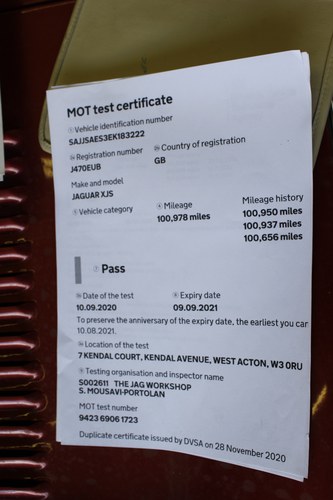 MOT test certificate
Vehicle identification number
SAJJSAES3EK183222
Registration number
J470EUB
Country of registration
GB
Make and model
JAGUAR XJS
Vehicle category
Mileage
100,978 miles
Mileage history
100,950 miles
100,937 miles
100,656 miles
Pass
Date of the test
10.09.2020
Expiry date
09.09.2021
To preserve the anniversary of the expiry date, the earliest you can
10.08.2021.
Location of the test
7 KENDAL COURT, KENDAL AVENUE, WEST ACTON, W3 0RU
Testing organisation and inspector name
S002611 THE JAG WORKSHOP
S. MOUSAVI-PORTOLAN
MOT test number
9423 6906 1723
Duplicate certificate issued by DVSA on 28 November 2020